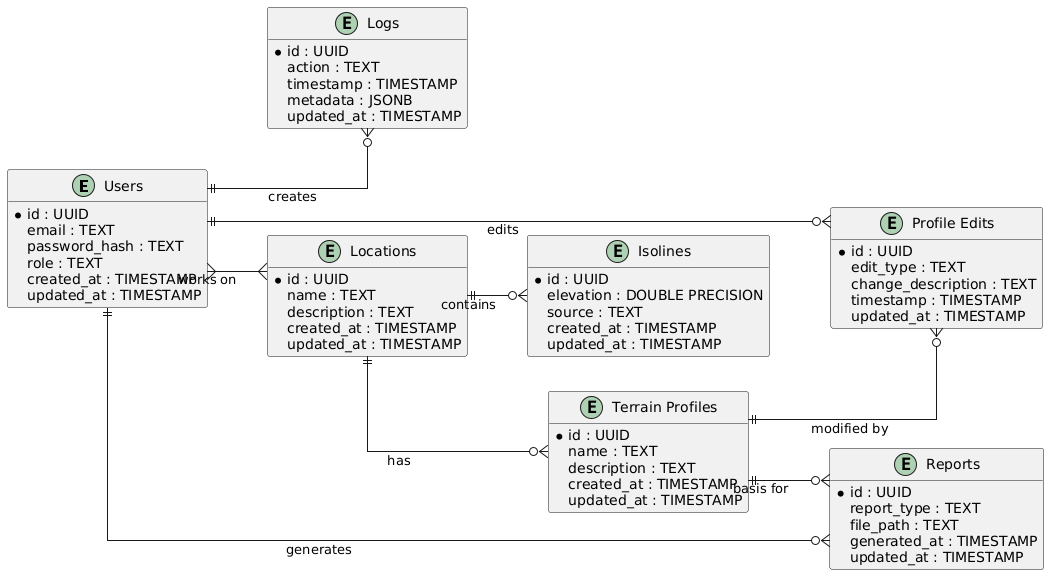 E Logs
id : UUID
action : TEXT
timestamp : TIMESTAMP
metadata : JSONB
updated_at : TIMESTAMP
E Users
id : UUID
email : TEXT
password_hash : TEXT
role : TEXT
created_at : TIMESTAMP
updated_at : TIMESTAMP
creates
edits
works on
E Locations
id : UUID
name : TEXT
description : TEXT
created_at : TIMESTAMP
updated_at : TIMESTAMP
contains
E Isolines
id : UUID
elevation : DOUBLE PRECISION
source : TEXT
created_at : TIMESTAMP
updated_at : TIMESTAMP
E Profile Edits
id : UUID
edit_type : TEXT
change_description : TEXT
timestamp : TIMESTAMP
updated_at : TIMESTAMP
has
E Terrain Profiles
id : UUID
name : TEXT
description : TEXT
created_at : TIMESTAMP
updated_at : TIMESTAMP
modified by
basis for
E Reports
id : UUID
report_type : TEXT
file_path : TEXT
generated_at : TIMESTAMP
updated_at : TIMESTAMP
generates